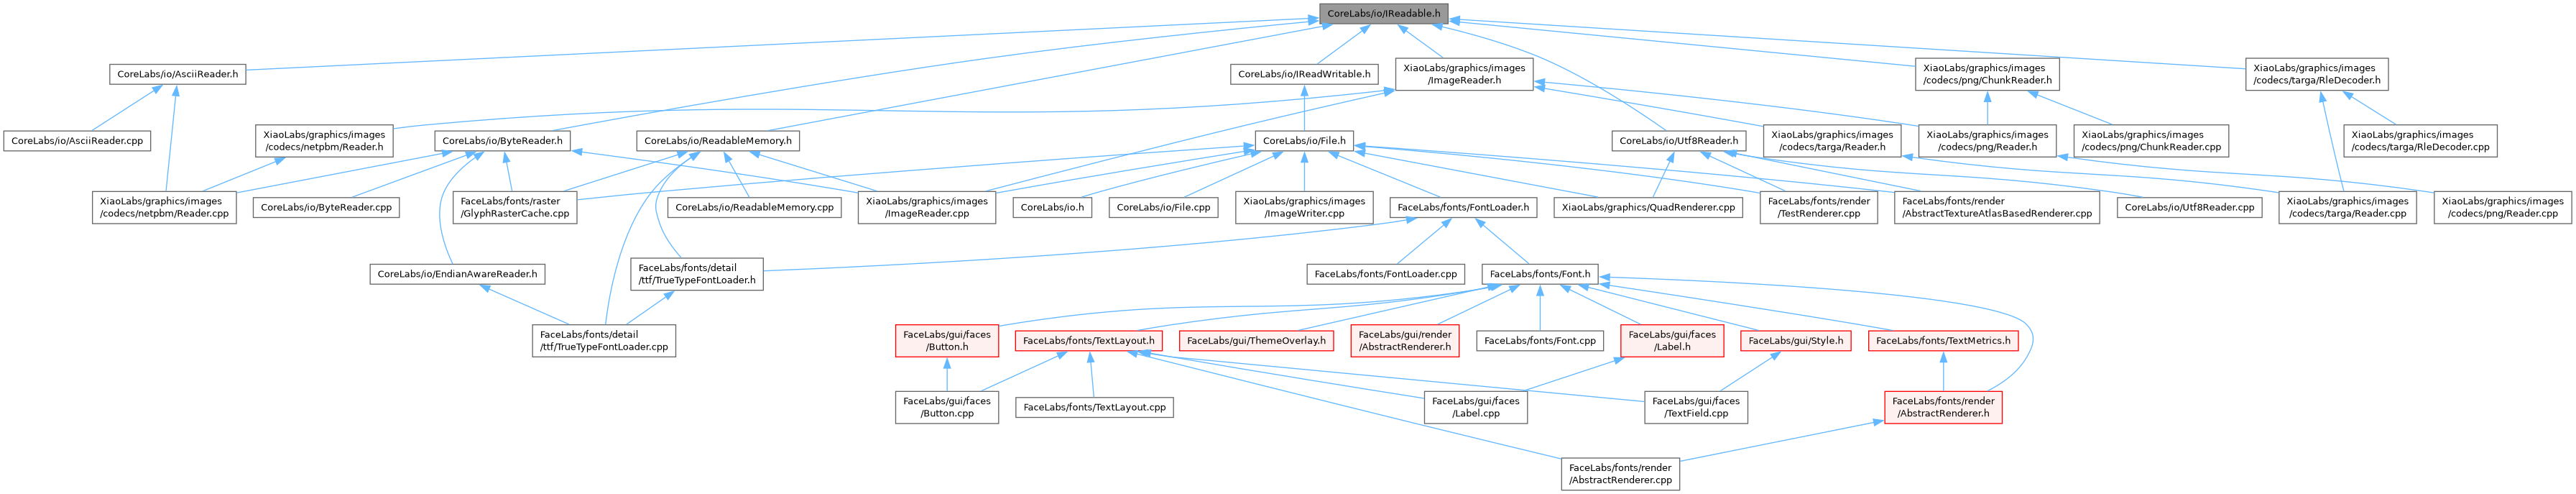 CoreLabs/io/IReadable.h
CoreLabs/io/AsciiReader.h
CoreLabs/io/IReadWritable.h
XiaoLabs/graphics/images
/ImageReader.h
XiaoLabs/graphics/images
/codecs/png/ChunkReader.h
XiaoLabs/graphics/images
/codecs/targa/RleDecoder.h
CoreLabs/io/AsciiReader.cpp
XiaoLabs/graphics/images
/codecs/netpbm/Reader.h
CoreLabs/io/ByteReader.h
CoreLabs/io/ReadableMemory.h
CoreLabs/io/File.h
CoreLabs/io/Utf8Reader.h
XiaoLabs/graphics/images
/codecs/targa/Reader.h
XiaoLabs/graphics/images
/codecs/png/Reader.h
XiaoLabs/graphics/images
/codecs/png/ChunkReader.cpp
XiaoLabs/graphics/images
/codecs/targa/RleDecoder.cpp
XiaoLabs/graphics/images
/codecs/netpbm/Reader.cpp
CoreLabs/io/ByteReader.cpp
FaceLabs/fonts/raster
/GlyphRasterCache.cpp
CoreLabs/io/ReadableMemory.cpp
XiaoLabs/graphics/images
/ImageReader.cpp
CoreLabs/io.h
CoreLabs/io/File.cpp
XiaoLabs/graphics/images
/ImageWriter.cpp
FaceLabs/fonts/FontLoader.h
XiaoLabs/graphics/QuadRenderer.cpp
FaceLabs/fonts/render
/TestRenderer.cpp
FaceLabs/fonts/render
/AbstractTextureAtlasBasedRenderer.cpp
CoreLabs/io/Utf8Reader.cpp
XiaoLabs/graphics/images
/codecs/targa/Reader.cpp
XiaoLabs/graphics/images
/codecs/png/Reader.cpp
CoreLabs/io/EndianAwareReader.h
FaceLabs/fonts/detail
/ttf/TrueTypeFontLoader.h
FaceLabs/fonts/FontLoader.cpp
FaceLabs/fonts/Font.h
FaceLabs/fonts/detail
/ttf/TrueTypeFontLoader.cpp
FaceLabs/gui/faces
/Button.h
FaceLabs/fonts/TextLayout.h
FaceLabs/gui/ThemeOverlay.h
FaceLabs/gui/render
/AbstractRenderer.h
FaceLabs/fonts/Font.cpp
FaceLabs/gui/faces
/Label.h
FaceLabs/gui/Style.h
FaceLabs/fonts/TextMetrics.h
FaceLabs/gui/faces
/Button.cpp
FaceLabs/fonts/TextLayout.cpp
FaceLabs/gui/faces
/Label.cpp
FaceLabs/gui/faces
/TextField.cpp
FaceLabs/fonts/render
/AbstractRenderer.h
FaceLabs/fonts/render
/AbstractRenderer.cpp